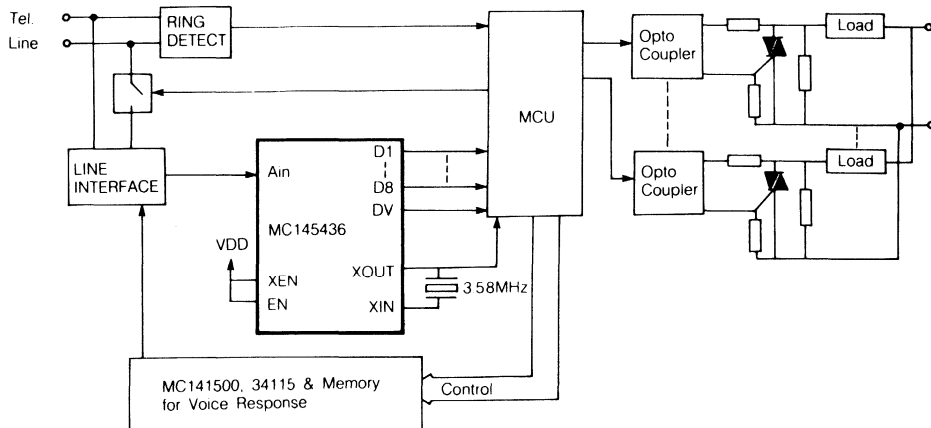 Tel.
Line
RING
DETECT
LINE
INTERFACE
VDD
Ain
D1
D8
DV
MC145436
XEN
EN
XOUT
XIN
3.58MHz
MCU
Opto
Coupler
Load
Opto
Coupler
Load
MC141500, 34115 & Memory
for Voice Response
Control